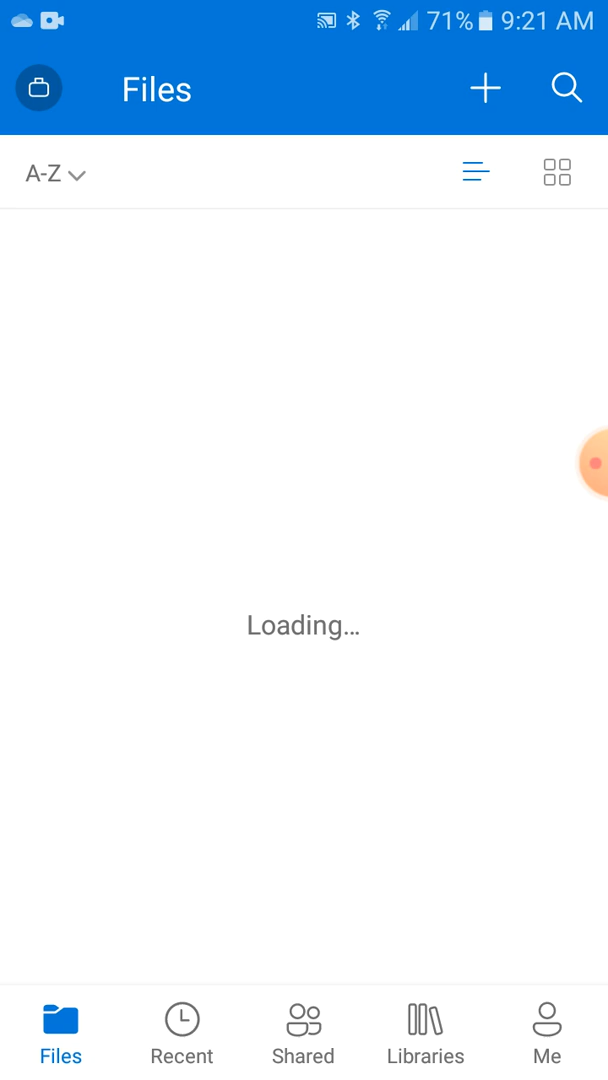 71% 9:21 AM
Files
A-Z
Loading...
Files Recent Shared Libraries Me